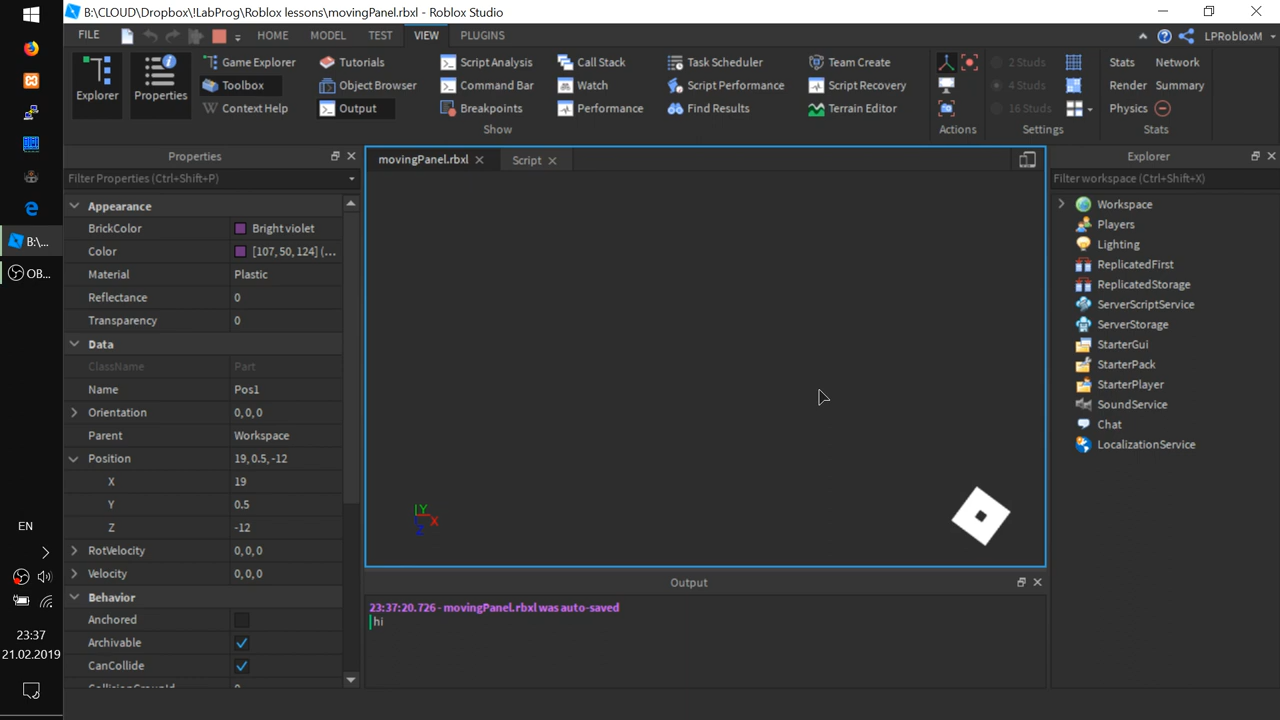 B:\CLOUD\Dropbox\!LabProg\Roblox lessons\movingPanel.rbxl - Roblox Studio
FILE HOME MODEL TEST VIEW PLUGINS LPRobloxM
Explorer
Properties
Game Explorer
Toolbox
Context Help
Tutorials
Object Browser
Output
Script Analysis
Command Bar
Breakpoints
Call Stack
Watch
Performance
Task Scheduler
Script Performance
Find Results
Team Create
Script Recovery
Terrain Editor
Show
Actions
2 Studs
4 Studs
16 Studs
Settings
Stats Network
Render Summary
Physics
Stats
B:\...
OB...
EN
23:37
21.02.2019
Properties
Filter Properties (Ctrl+Shift+P)
Appearance
BrickColor Bright violet
Color [107, 50, 124] (...
Material Plastic
Reflectance 0
Transparency 0
Data
ClassName Part
Name Pos1
Orientation 0, 0, 0
Parent Workspace
Position 19, 0.5, -12
X 19
Y 0.5
Z -12
RotVelocity 0, 0, 0
Velocity 0, 0, 0
Behavior
Anchored
Archivable
CanCollide
movingPanel.rbxl
Script
Y
X
Z
Output
23:37:20.726 - movingPanel.rbxl was auto-saved
hi
Explorer
Filter workspace (Ctrl+Shift+X)
Workspace
Players
Lighting
ReplicatedFirst
ReplicatedStorage
ServerScriptService
ServerStorage
StarterGui
StarterPack
StarterPlayer
SoundService
Chat
LocalizationService